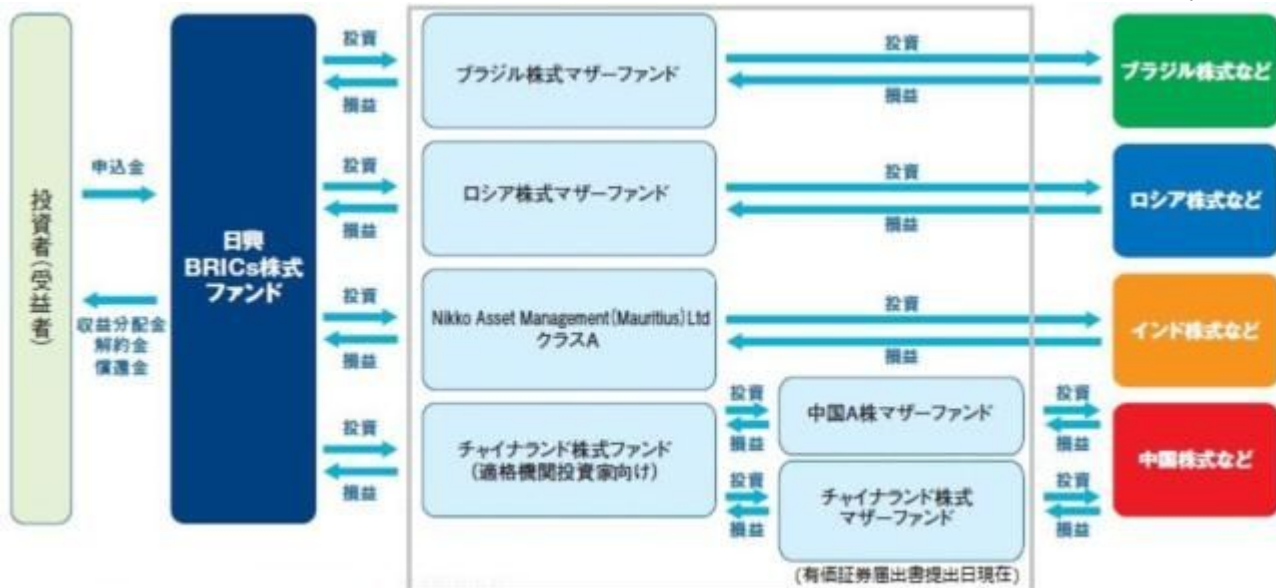 投資者(受益者)
申込金
収益分配金
解約金
償還金
日興
BRICs株式
ファンド
投資
損益
ブラジル株式マザーファンド
投資
損益
ブラジル株式など
投資
損益
ロシア株式マザーファンド
投資
損益
ロシア株式など
投資
損益
Nikko Asset Management(Mauritius)Ltd
クラスA
投資
損益
インド株式など
投資
損益
チャイナランド株式ファンド
(適格機関投資家向け)
投資
損益
中国A株マザーファンド
投資
損益
投資
損益
チャイナランド株式
マザーファンド
投資
損益
中国株式など
(有価証券届出書提出日現在)